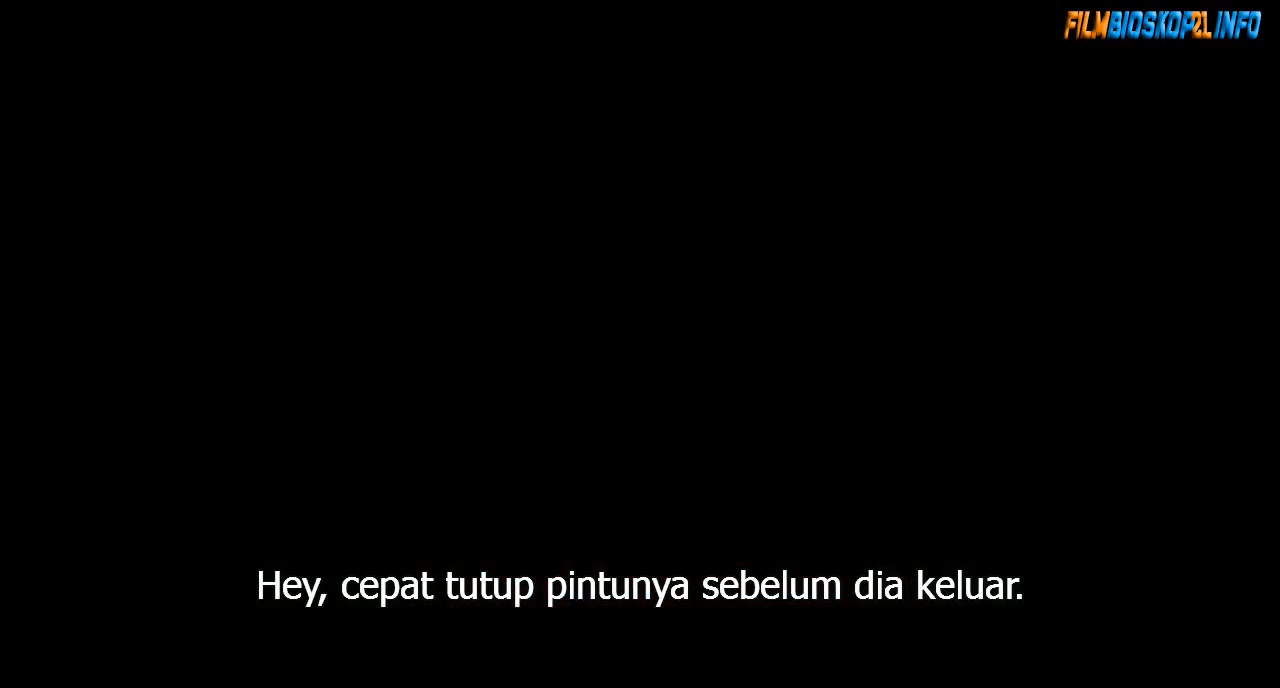 FILMBIOSKOP21.INFO
Hey, cepat tutup pintunya sebelum dia keluar.